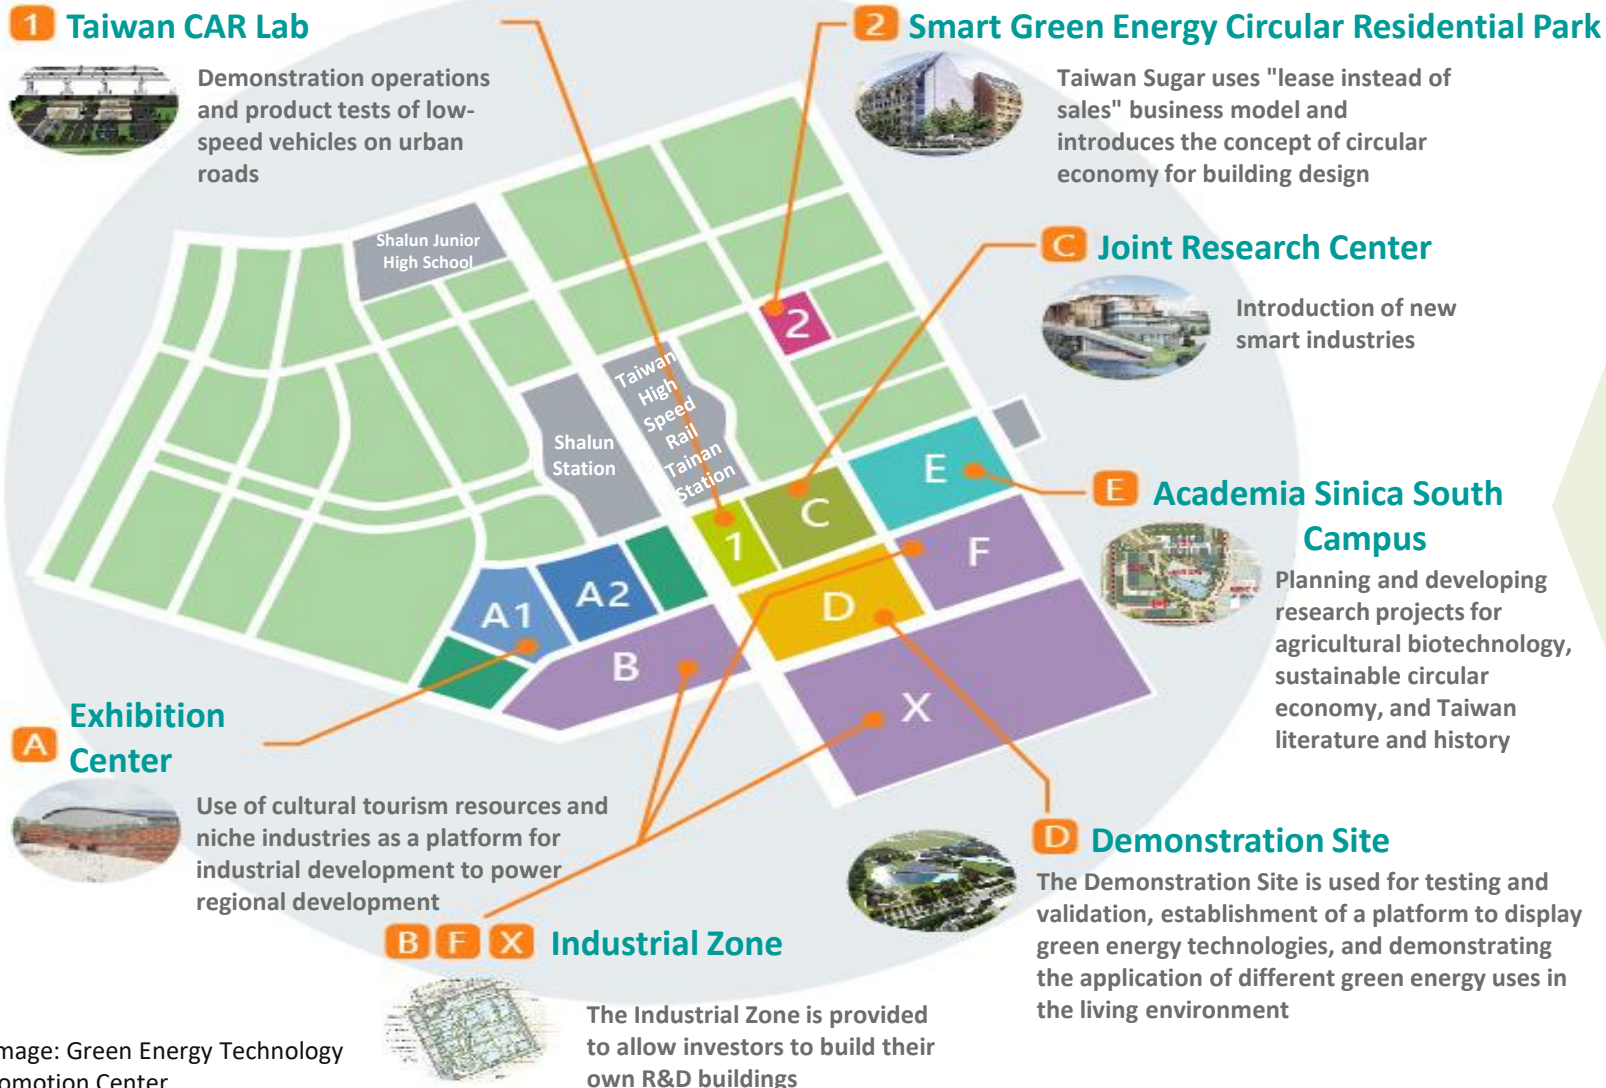 1 Taiwan CAR Lab
Demonstration operations
and product tests of low-
speed vehicles on urban
roads
2 Smart Green Energy Circular Residential Park
Taiwan Sugar uses "lease instead of
sales" business model and
introduces the concept of circular
economy for building design
C Joint Research Center
Introduction of new
smart industries
Shalun Junior
High School
2
Taiwan
High
Speed
Rail
Tainan
Station
Shalun
Station
E
C
1
F
A2
A1
D
B
X
E Academia Sinica South
Campus
Planning and developing
research projects for
agricultural biotechnology,
sustainable circular
economy, and Taiwan
literature and history
A Exhibition
Center
Use of cultural tourism resources and
niche industries as a platform for
industrial development to power
regional development
D Demonstration Site
The Demonstration Site is used for testing and
validation, establishment of a platform to display
green energy technologies, and demonstrating
the application of different green energy uses in
the living environment
B F X Industrial Zone
The Industrial Zone is provided
to allow investors to build their
own R&D buildings
mage: Green Energy Technology
omotion Center